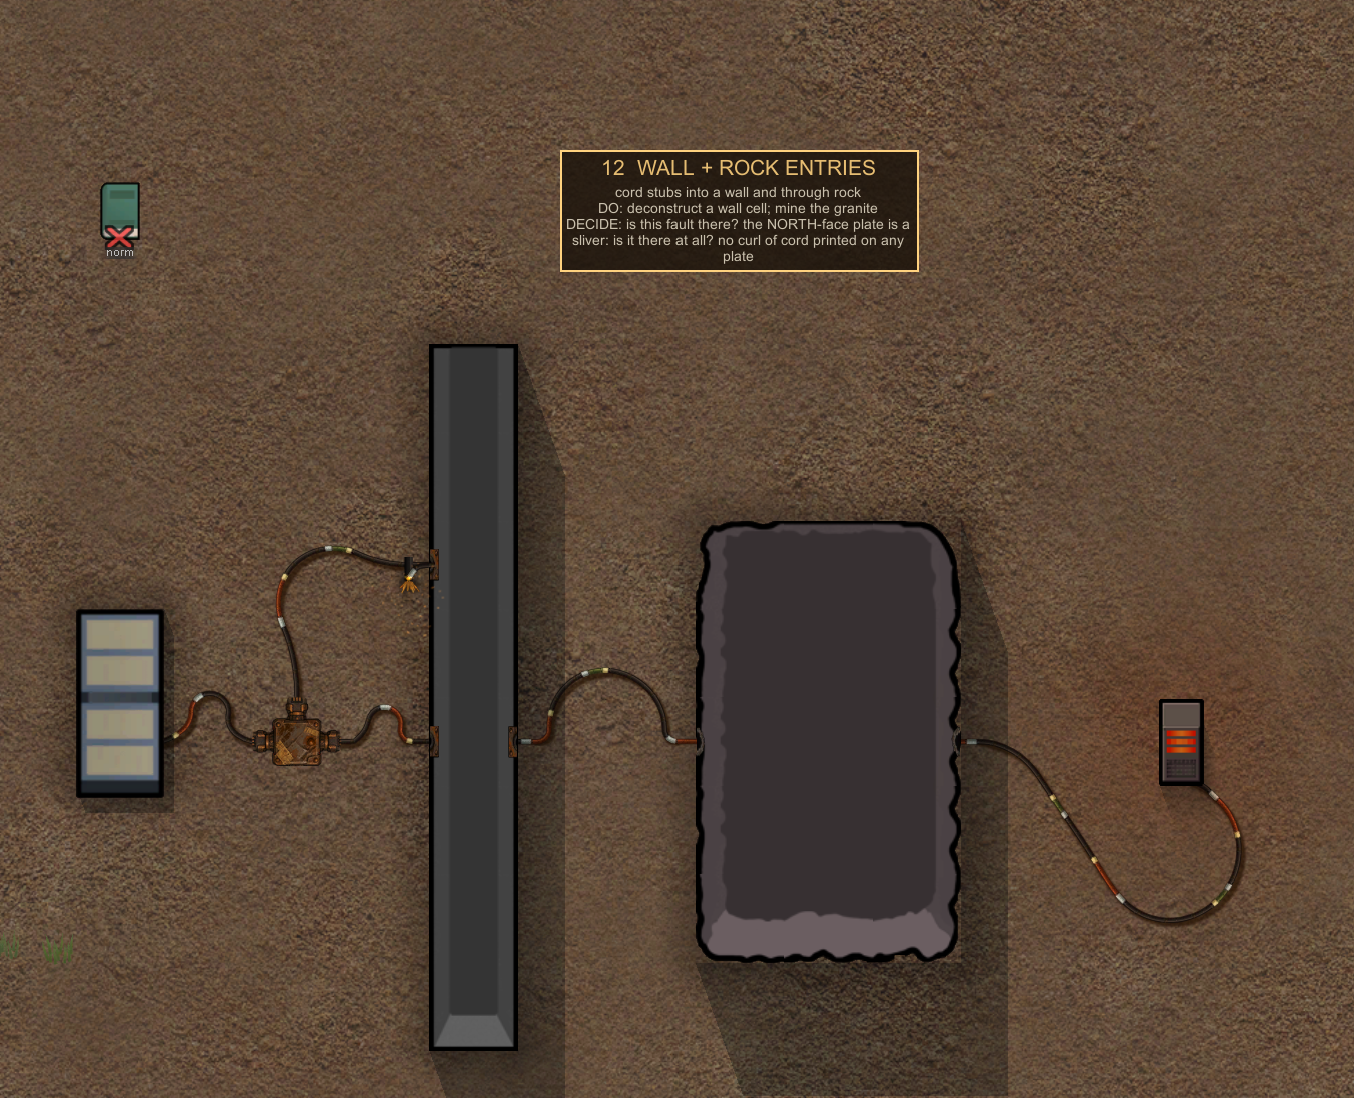 12 WALL + ROCK ENTRIES
cord stubs into a wall and through rock
DO: deconstruct a wall cell; mine the granite
DECIDE: is this fault there? the NORTH-face plate is a
sliver: is it there at all? no curl of cord printed on any
plate
norm